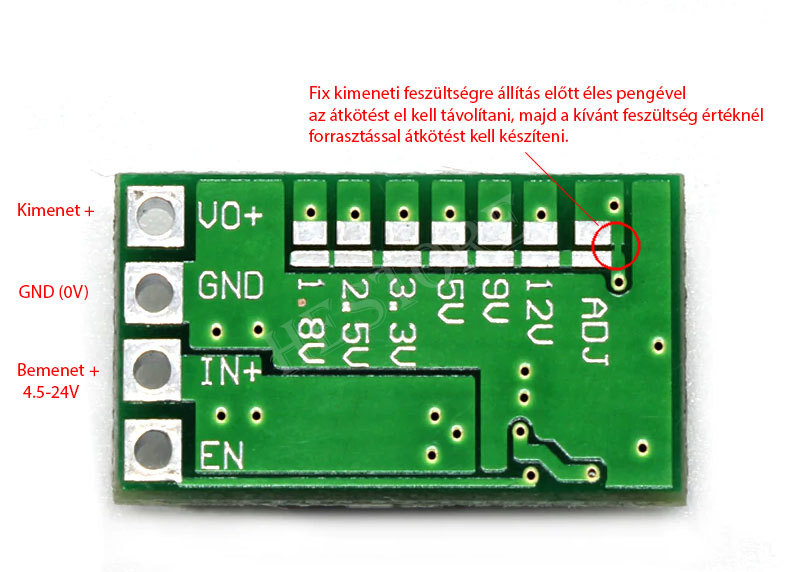 Fix kimeneti feszültségre állítás előtt éles pengével
az átkötést el kell távolítani, majd a kívánt feszültség értéknél
forrasztással átkötést kell készíteni.
Kimenet +
VO+
GND (0V)
GND
Bemenet +
4.5-24V
IN+
EN
1.8V
2.5V
3.3V
5V
9V
12V
ADJ
HESTORE